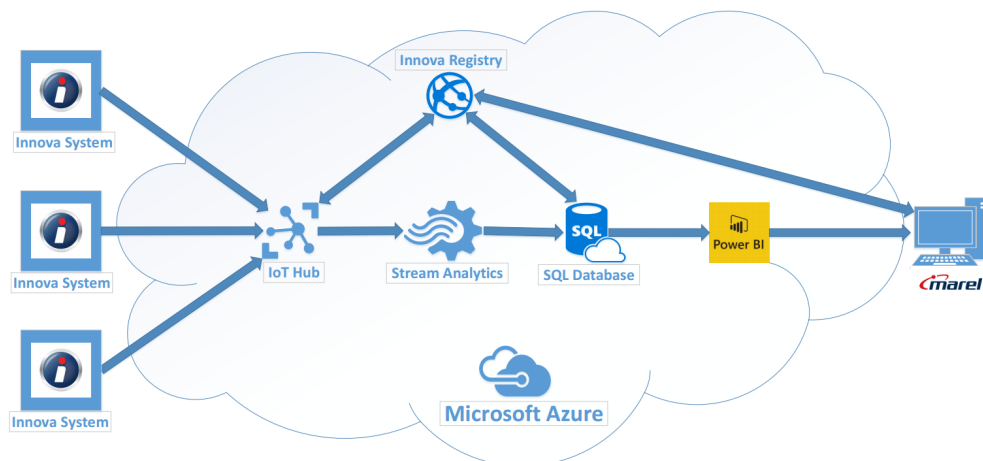 Innova Registry
Innova System
Innova System
Innova System
IoT Hub
Stream Analytics
SQL
SQL Database
Power BI
marel
Microsoft Azure